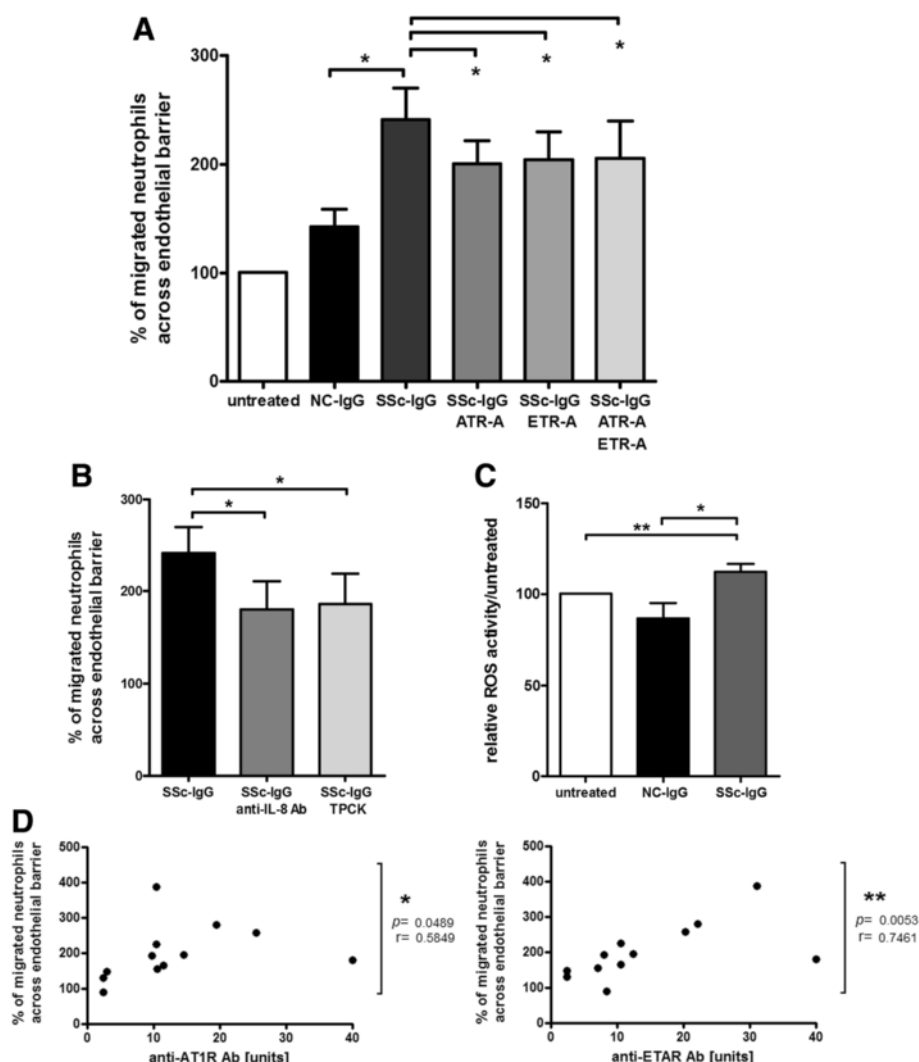 A
% of migrated neutrophils
across endothelial barrier
300
200
100
0
*
*
*
*
untreated NC-IgG SSc-IgG SSc-IgG SSc-IgG SSc-IgG
ATR-A ETR-A ATR-A
ETR-A
B
% of migrated neutrophils
across endothelial barrier
300
200
100
0
*
*
SSc-IgG SSc-IgG SSc-IgG
anti-IL-8 Ab TPCK
C
relative ROS activity/untreated
150
100
50
0
**
*
untreated NC-IgG SSc-IgG
D
% of migrated neutrophils
across endothelial barrier
500
400
300
200
100
0
0 10 20 30 40
anti-AT1R Ab [units]
*
p= 0.0489
r= 0.5849
% of migrated neutrophils
across endothelial barrier
500
400
300
200
100
0
0 10 20 30 40
anti-ETAR Ab [units]
**
p= 0.0053
r= 0.7461